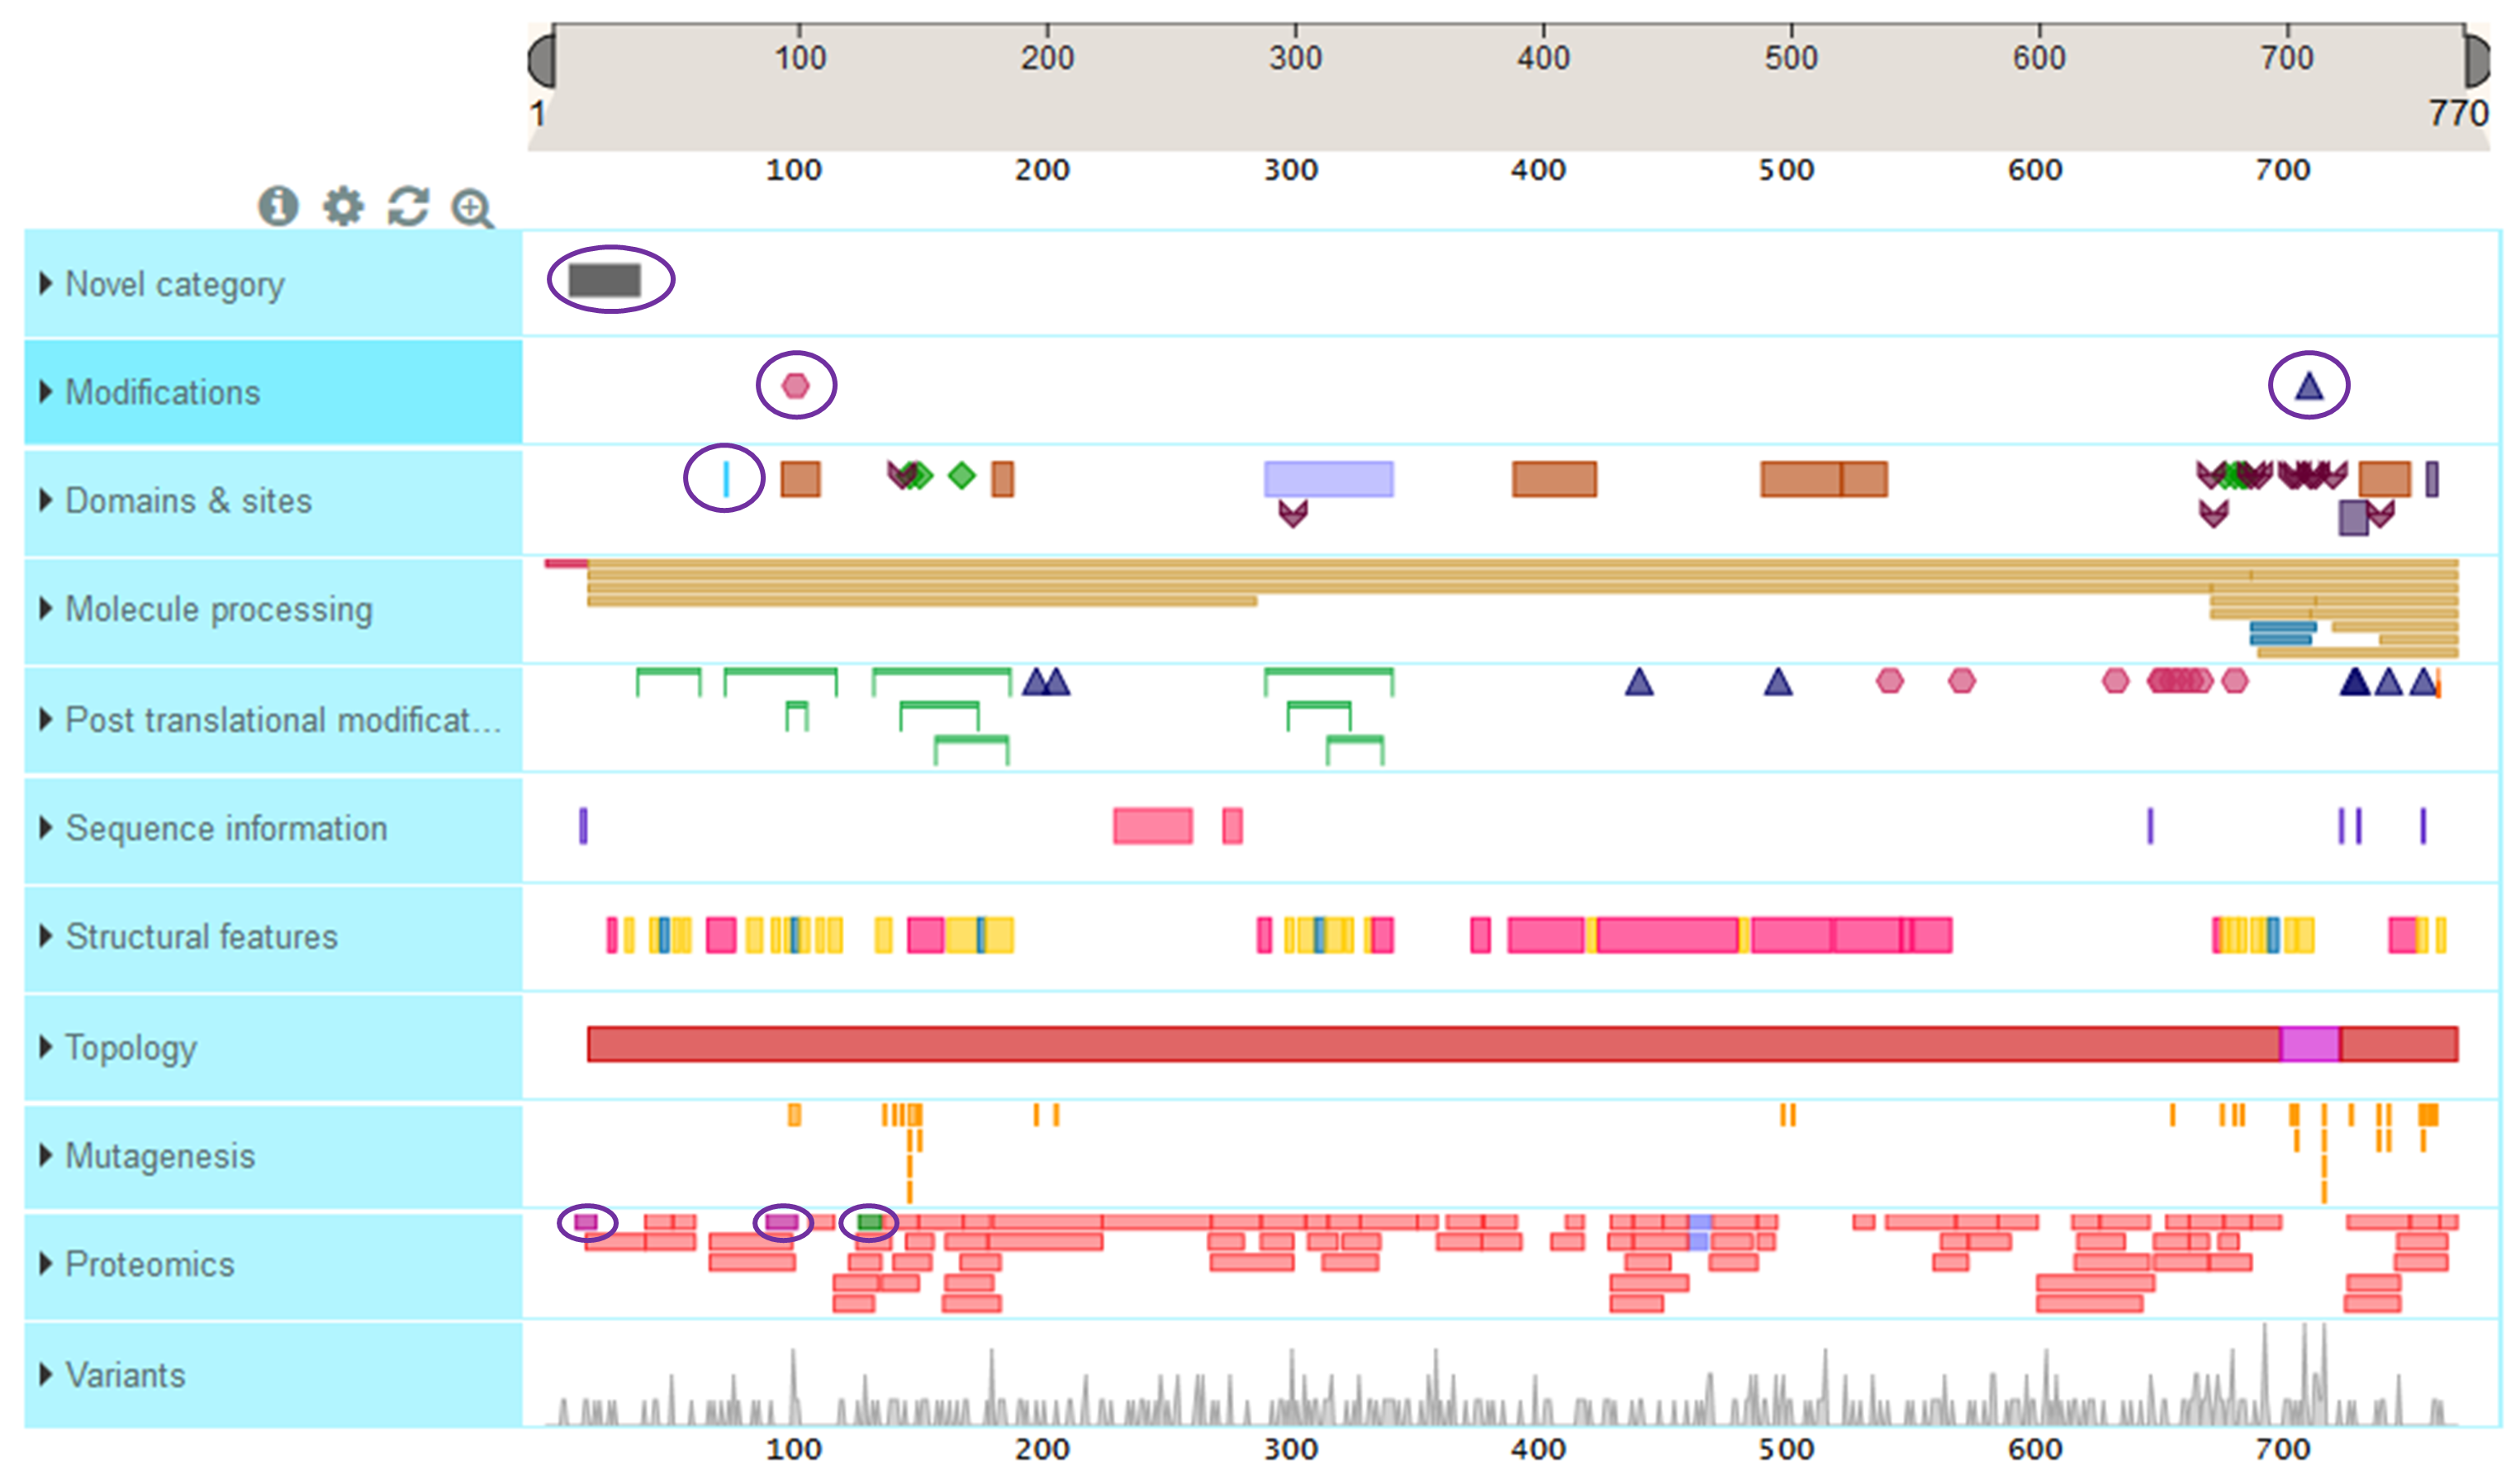 100 200 300 400 500 600 700
1 770
100 200 300 400 500 600 700
Novel category
Modifications
Domains & sites
Molecule processing
Post translational modificat...
Sequence information
Structural features
Topology
Mutagenesis
Proteomics
Variants
100 200 300 400 500 600 700